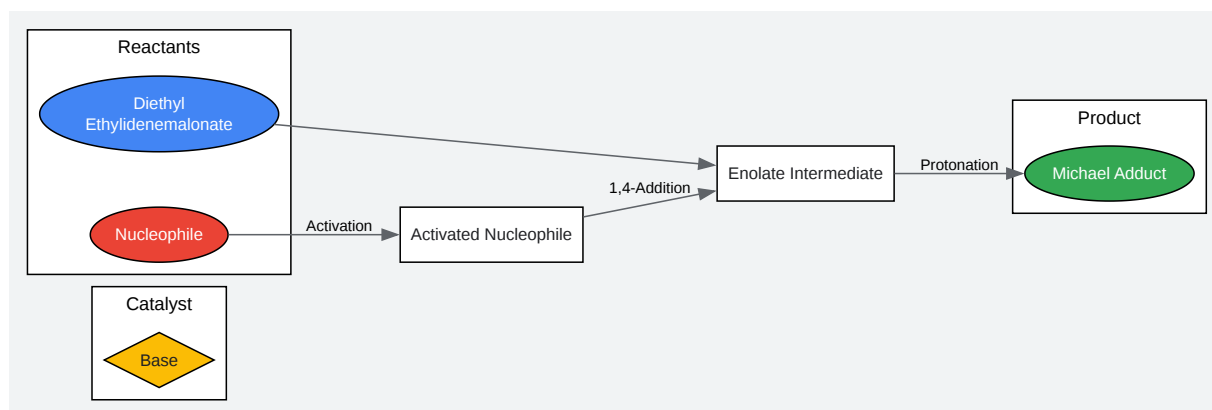 Reactants
Diethyl
Ethylidenemalonate
Nucleophile
Activation
Activated Nucleophile
1,4-Addition
Enolate Intermediate
Protonation
Product
Michael Adduct
Catalyst
Base